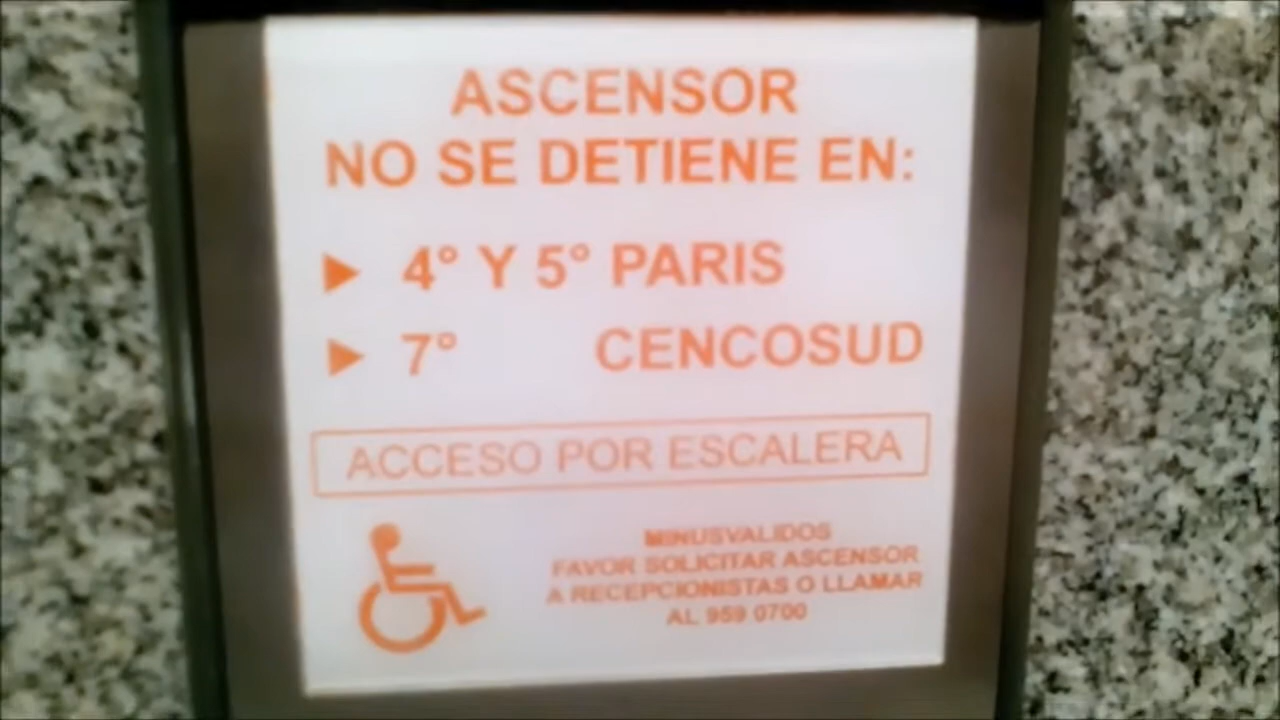 ASCENSOR
NO SE DETIENE EN:
► 4° Y 5° PARIS
► 7° CENCOSUD
ACCESO POR ESCALERA
MINUSVALIDOS
FAVOR SOLICITAR ASCENSOR
A RECEPCIONISTAS O LLAMAR
AL 959 0700